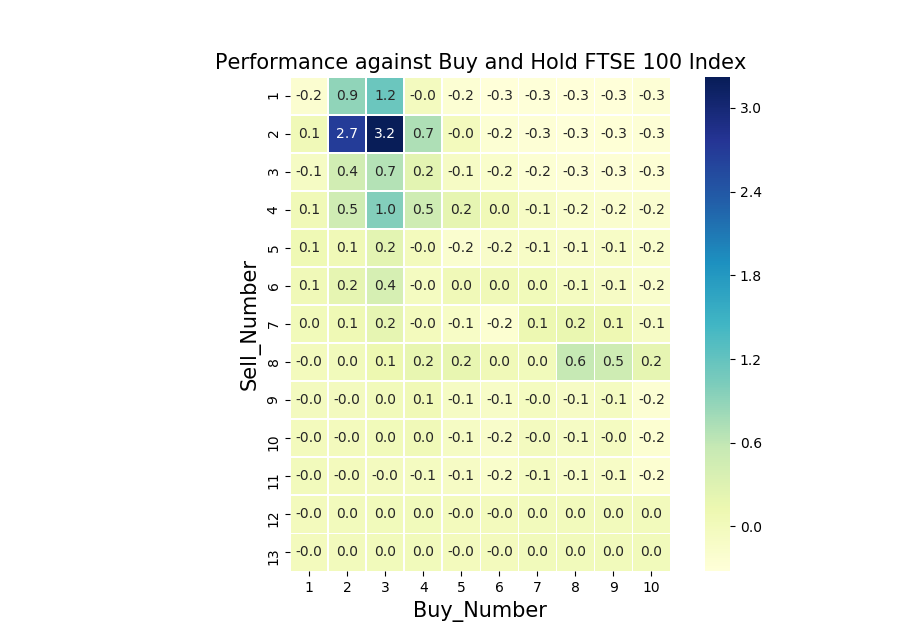 Performance against Buy and Hold FTSE 100 Index
1 -0.2 0.9 1.2 -0.0 -0.2 -0.3 -0.3 -0.3 -0.3 -0.3
3.0
2 0.1 2.7 3.2 0.7 -0.0 -0.2 -0.3 -0.3 -0.3 -0.3
3 -0.1 0.4 0.7 0.2 -0.1 -0.2 -0.2 -0.3 -0.3 -0.3
2.4
4 0.1 0.5 1.0 0.5 0.2 0.0 -0.1 -0.2 -0.2 -0.2
5 0.1 0.1 0.2 -0.0 -0.2 -0.2 -0.1 -0.1 -0.1 -0.2
1.8
6 0.1 0.2 0.4 -0.0 0.0 0.0 0.0 -0.1 -0.1 -0.2
Sell_Number
7 0.0 0.1 0.2 -0.0 -0.1 -0.2 0.1 0.2 0.1 -0.1
1.2
8 -0.0 0.0 0.1 0.2 0.2 0.0 0.0 0.6 0.5 0.2
9 -0.0 -0.0 0.0 0.1 -0.1 -0.1 -0.0 -0.1 -0.1 -0.2
10 -0.0 -0.0 0.0 0.0 -0.1 -0.2 -0.0 -0.1 -0.0 -0.2
0.6
11 -0.0 -0.0 -0.0 -0.1 -0.1 -0.2 -0.1 -0.1 -0.1 -0.2
12 -0.0 0.0 0.0 0.0 -0.0 -0.0 0.0 0.0 0.0 0.0
0.0
13 -0.0 0.0 0.0 0.0 -0.0 -0.0 0.0 0.0 0.0 0.0
1 2 3 4 5 6 7 8 9 10
Buy_Number